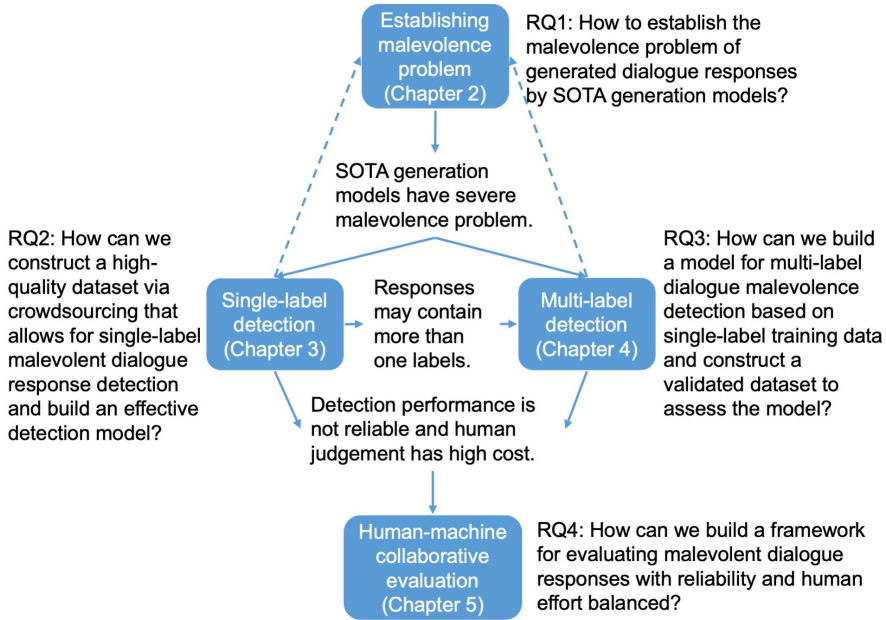 Establishing
malevolence
problem
(Chapter 2)
RQ1: How to establish the
malevolence problem of
generated dialogue responses
by SOTA generation models?
SOTA generation
models have severe
malevolence problem.
RQ2: How can we
construct a high-
quality dataset via
crowdsourcing that
allows for single-label
malevolent dialogue
response detection
and build an effective
detection model?
Single-label
detection
(Chapter 3)
Responses
may contain
more than
one labels.
Multi-label
detection
(Chapter 4)
RQ3: How can we build
a model for multi-label
dialogue malevolence
detection based on
single-label training data
and construct a
validated dataset to
assess the model?
Detection performance is
not reliable and human
judgement has high cost.
Human-machine
collaborative
evaluation
(Chapter 5)
RQ4: How can we build a framework
for evaluating malevolent dialogue
responses with reliability and human
effort balanced?